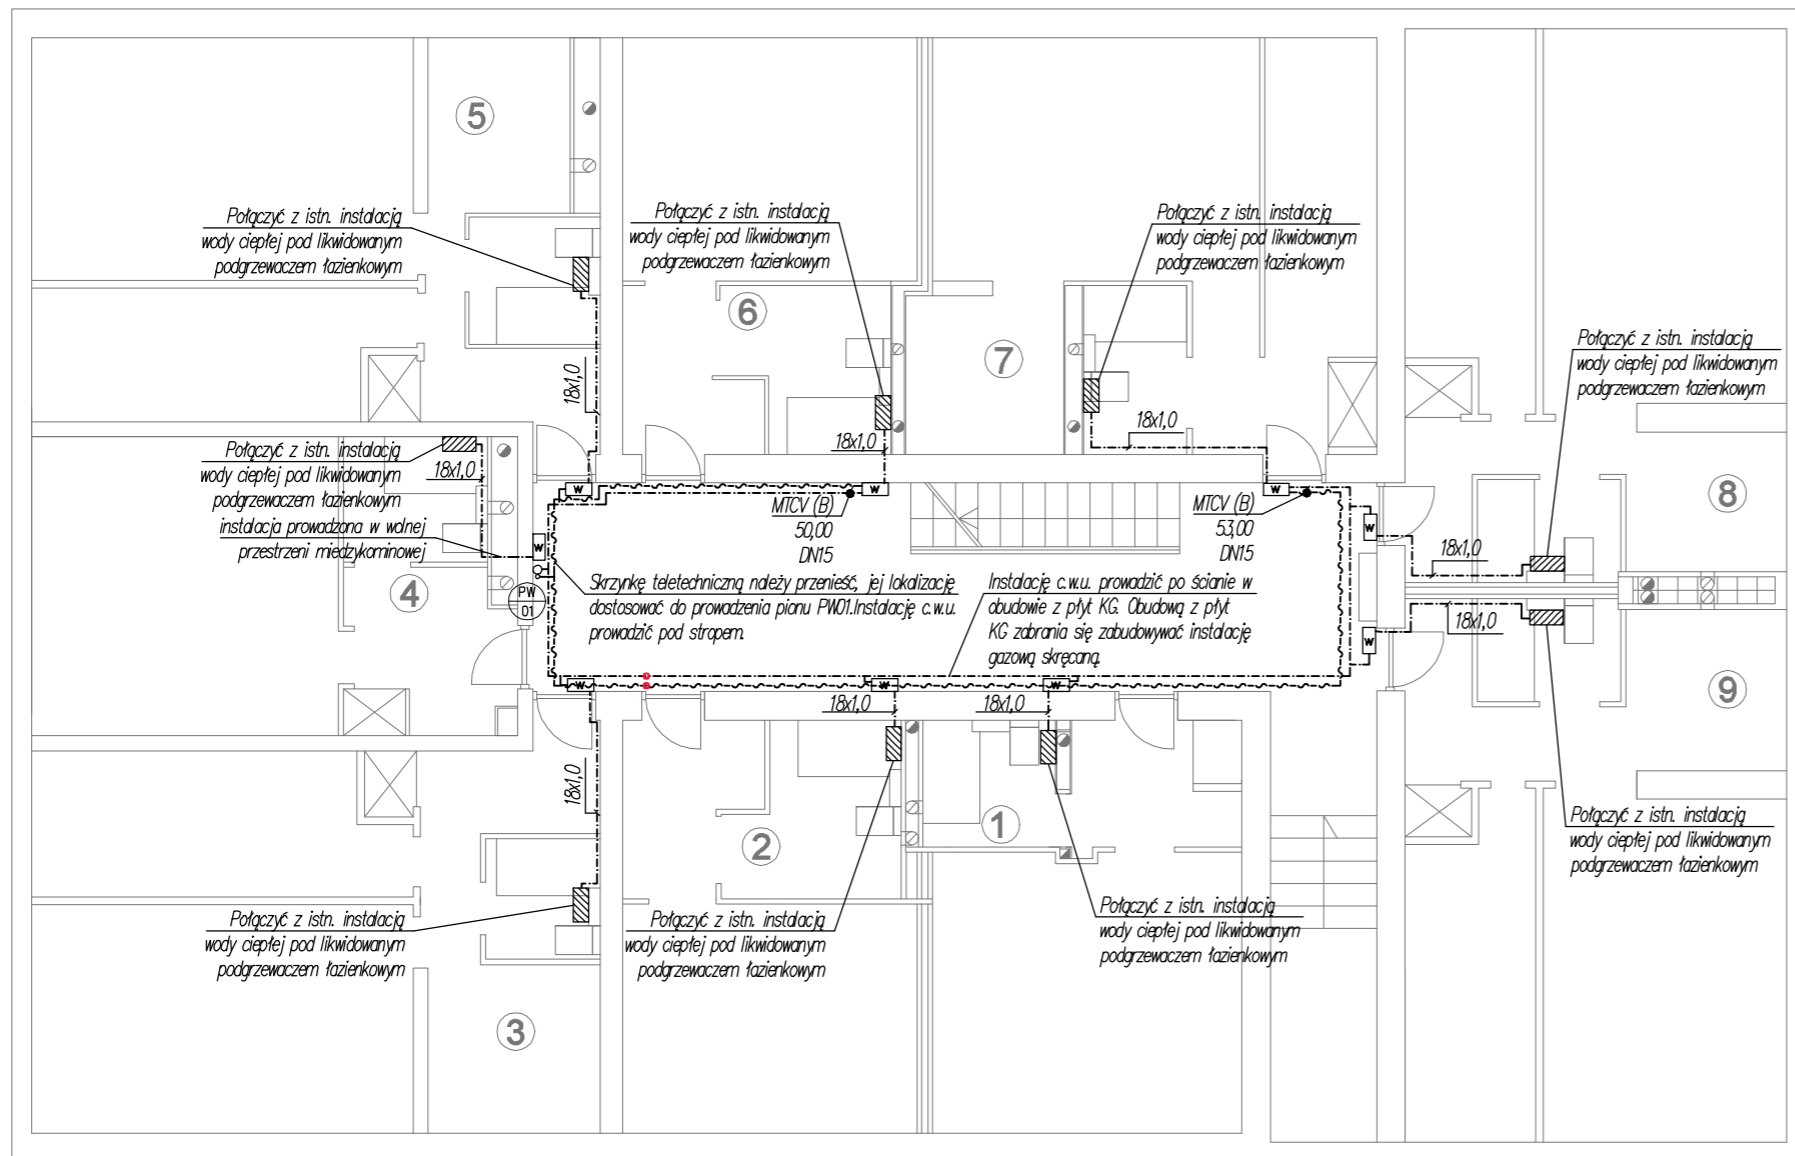 5
Połączyć z istn. instalacją
wody ciepłej pod likwidowanym
podgrzewaczem łazienkowym
Połączyć z istn. instalacją
wody ciepłej pod likwidowanym
podgrzewaczem łazienkowym
Połączyć z istn. instalacją
wody ciepłej pod likwidowanym
podgrzewaczem łazienkowym
6
7
Połączyć z istn. instalacją
wody ciepłej pod likwidowanym
podgrzewaczem łazienkowym
18x1,0
18x1,0
18x1,0
Połączyć z istn. instalacją
wody ciepłej pod likwidowanym
podgrzewaczem łazienkowym
instalacja prowadzona w wolnej
przestrzeni miedzykominowej
18x1,0
W
W
W
MTCV (B)
50,00
DN15
MTCV (B)
53,00
DN15
8
W
W
18x1,0
4
PW
01
Skrzynkę teletechniczną należy przenieść, jej lokalizację
dostosować do prowadzenia pionu PW01.Instalację c.w.u.
prowadzić pod stropem.
Instalację c.w.u. prowadzić po ścianie w
obudowie z płyt KG. Obudową z płyt
KG zabrania się zabudowywać instalację
gazową skręcaną.
18x1,0
W
W
W
W
18x1,0
18x1,0
9
18x1,0
2
1
Połączyć z istn. instalacją
wody ciepłej pod likwidowanym
podgrzewaczem łazienkowym
Połączyć z istn. instalacją
wody ciepłej pod likwidowanym
podgrzewaczem łazienkowym
Połączyć z istn. instalacją
wody ciepłej pod likwidowanym
podgrzewaczem łazienkowym
Połączyć z istn. instalacją
wody ciepłej pod likwidowanym
podgrzewaczem łazienkowym
3